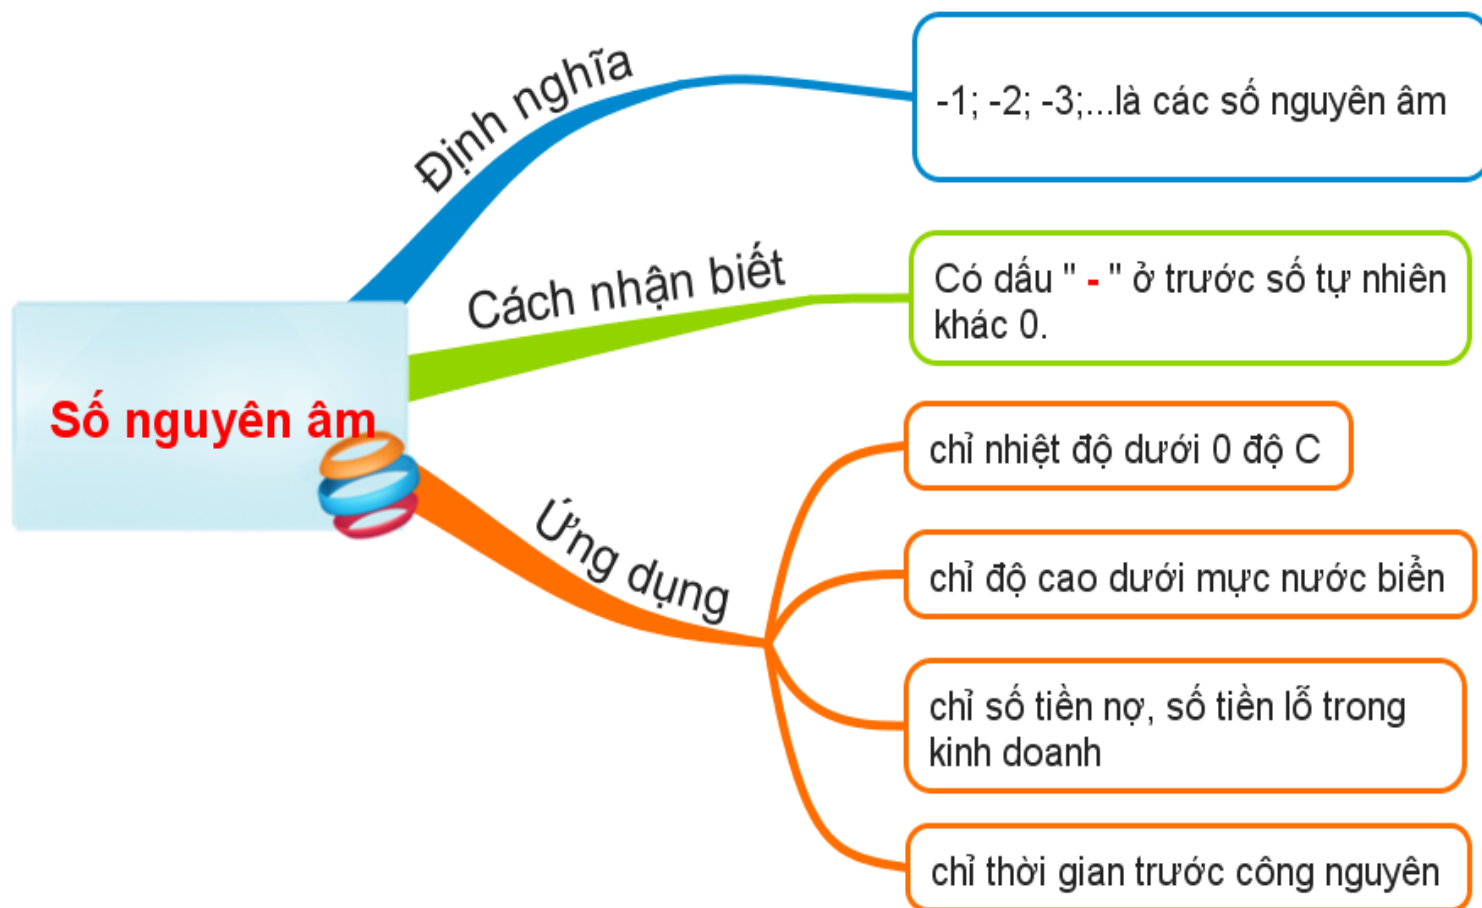 Số nguyên âm
Định nghĩa
-1; -2; -3;...là các số nguyên âm
Cách nhận biết
Có dấu " - " ở trước số tự nhiên
khác 0.
Ứng dụng
chỉ nhiệt độ dưới 0 độ C
chỉ độ cao dưới mực nước biển
chỉ số tiền nợ, số tiền lỗ trong
kinh doanh
chỉ thời gian trước công nguyên